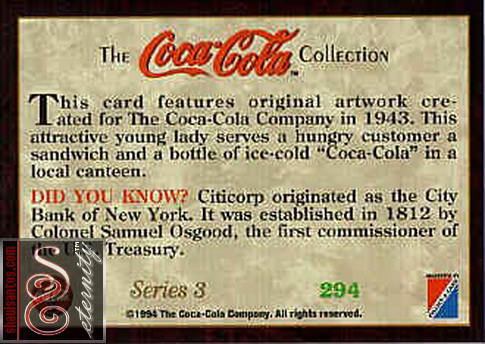 The Coca-Cola Collection
This card features original artwork cre-
ated for The Coca-Cola Company in 1943. This
attractive young lady serves a hungry customer a
sandwich and a bottle of ice-cold “Coca-Cola” in a
local canteen.
DID YOU KNOW? Citicorp originated as the City
Bank of New York. It was established in 1812 by
Colonel Samuel Osgood, the first commissioner of
the Treasury.
Series 3 294
©1994 The Coca-Cola Company. All rights reserved.
shaulsantos.com
eternity